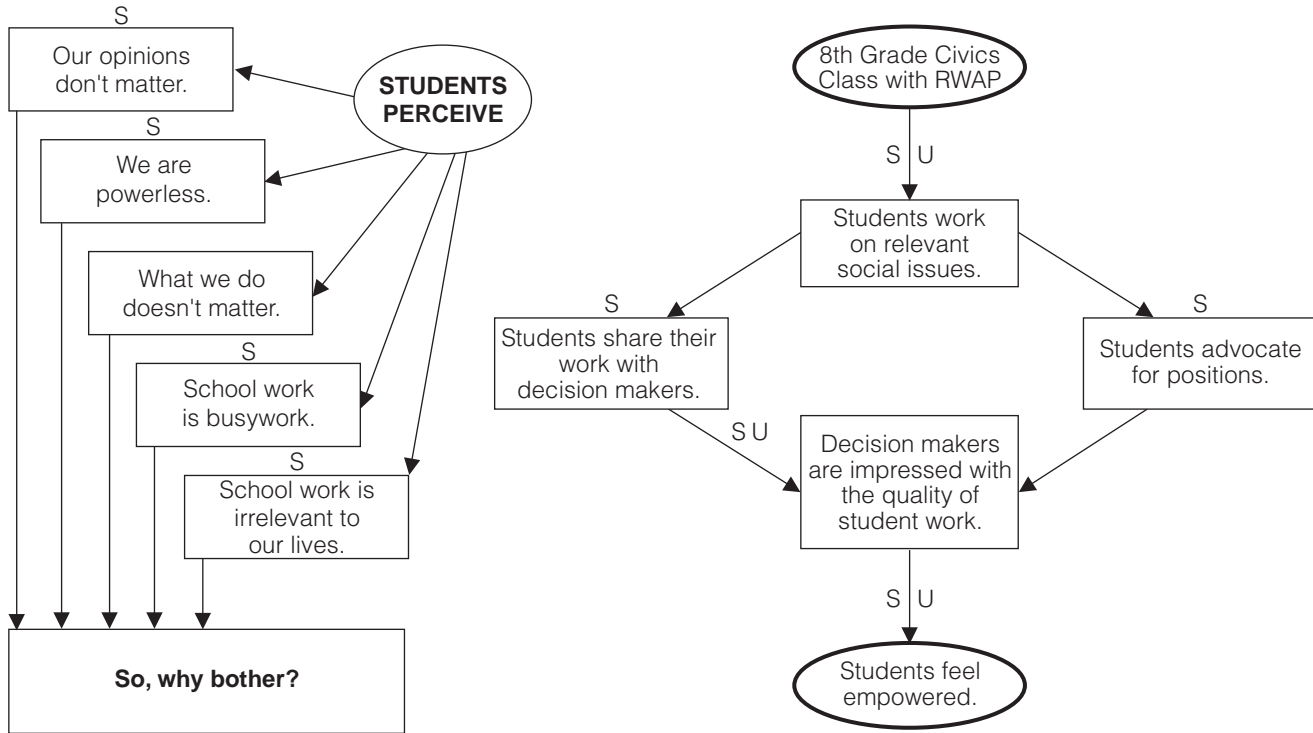 S
Our opinions
don't matter.
STUDENTS
PERCEIVE
S
We are
powerless.
What we do
doesn't matter.
S
School work
is busywork.
S
School work is
irrelevant to
our lives.
So, why bother?
8th Grade Civics
Class with RWAP
S U
Students work
on relevant
social issues.
S
Students share their
work with
decision makers.
S
Students advocate
for positions.
S U
Decision makers
are impressed with
the quality of
student work.
S U
Students feel
empowered.